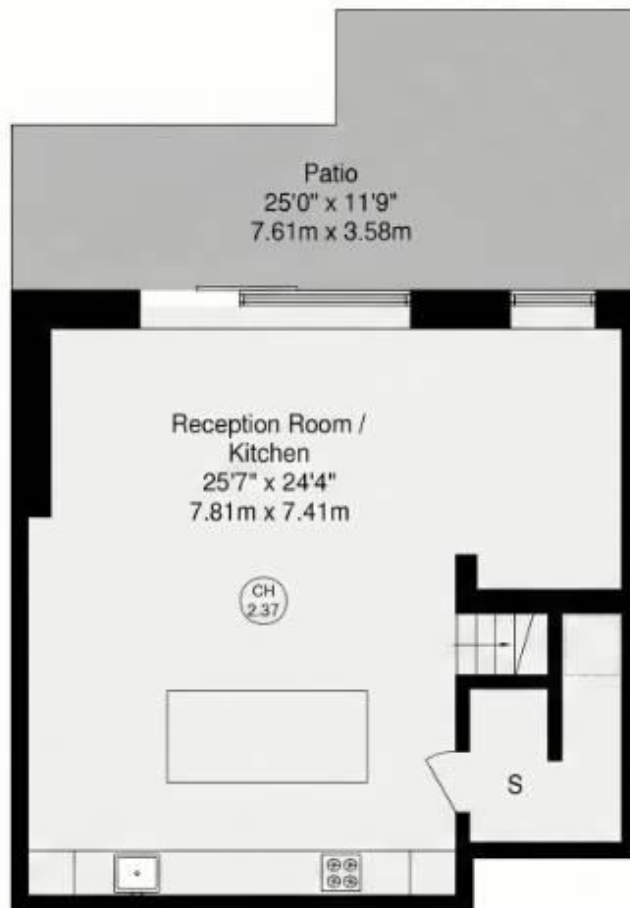 Patio
25'0" x 11'9"
7.61m x 3.58m
Reception Room /
Kitchen
25'7" x 24'4"
7.81m x 7.41m
CH
2.37
S